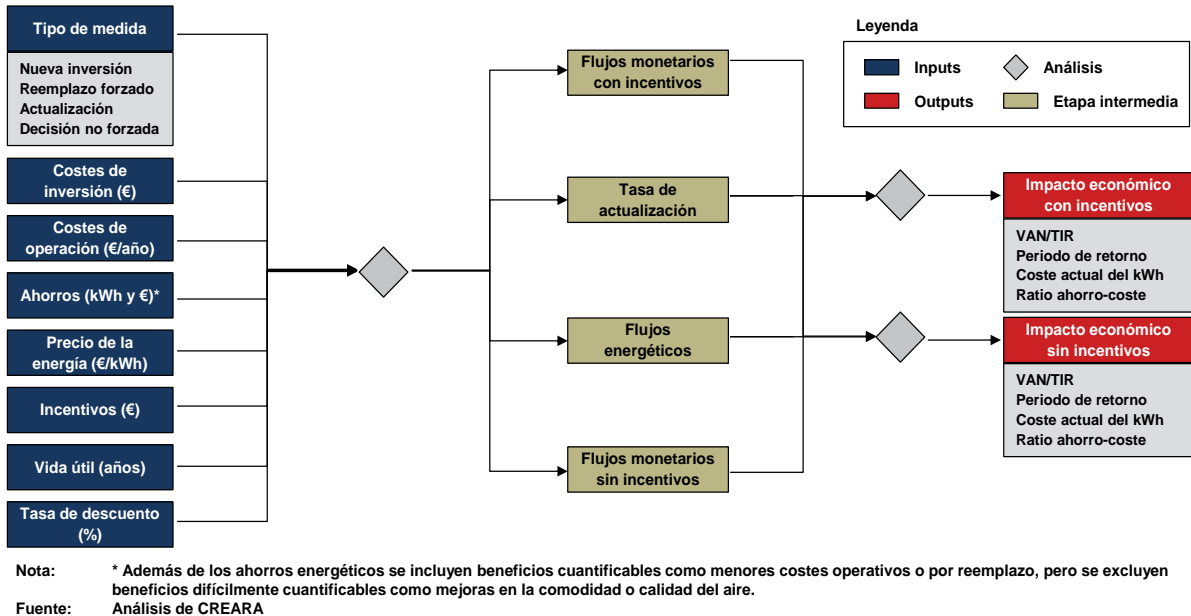 Tipo de medida
Nueva inversión
Reemplazo forzado
Actualización
Decisión no forzada
Costes de
inversión (€)
Costes de
operación (€/año)
Ahorros (kWh y €)*
Precio de la
energía (€/kWh)
Incentivos (€)
Vida útil (años)
Tasa de descuento
(%)
Flujos monetarios
con incentivos
Tasa de
actualización
Flujos
energéticos
Flujos monetarios
sin incentivos
Leyenda
Inputs
Análisis
Outputs
Etapa intermedia
Impacto económico
con incentivos
VAN/TIR
Periodo de retorno
Coste actual del kWh
Ratio ahorro-coste
Impacto económico
sin incentivos
VAN/TIR
Periodo de retorno
Coste actual del kWh
Ratio ahorro-coste
Nota: * Además de los ahorros energéticos se incluyen beneficios cuantificables como menores costes operativos o por reemplazo, pero se excluyen
beneficios difícilmente cuantificables como mejoras en la comodidad o calidad del aire.
Fuente: Análisis de CREARA